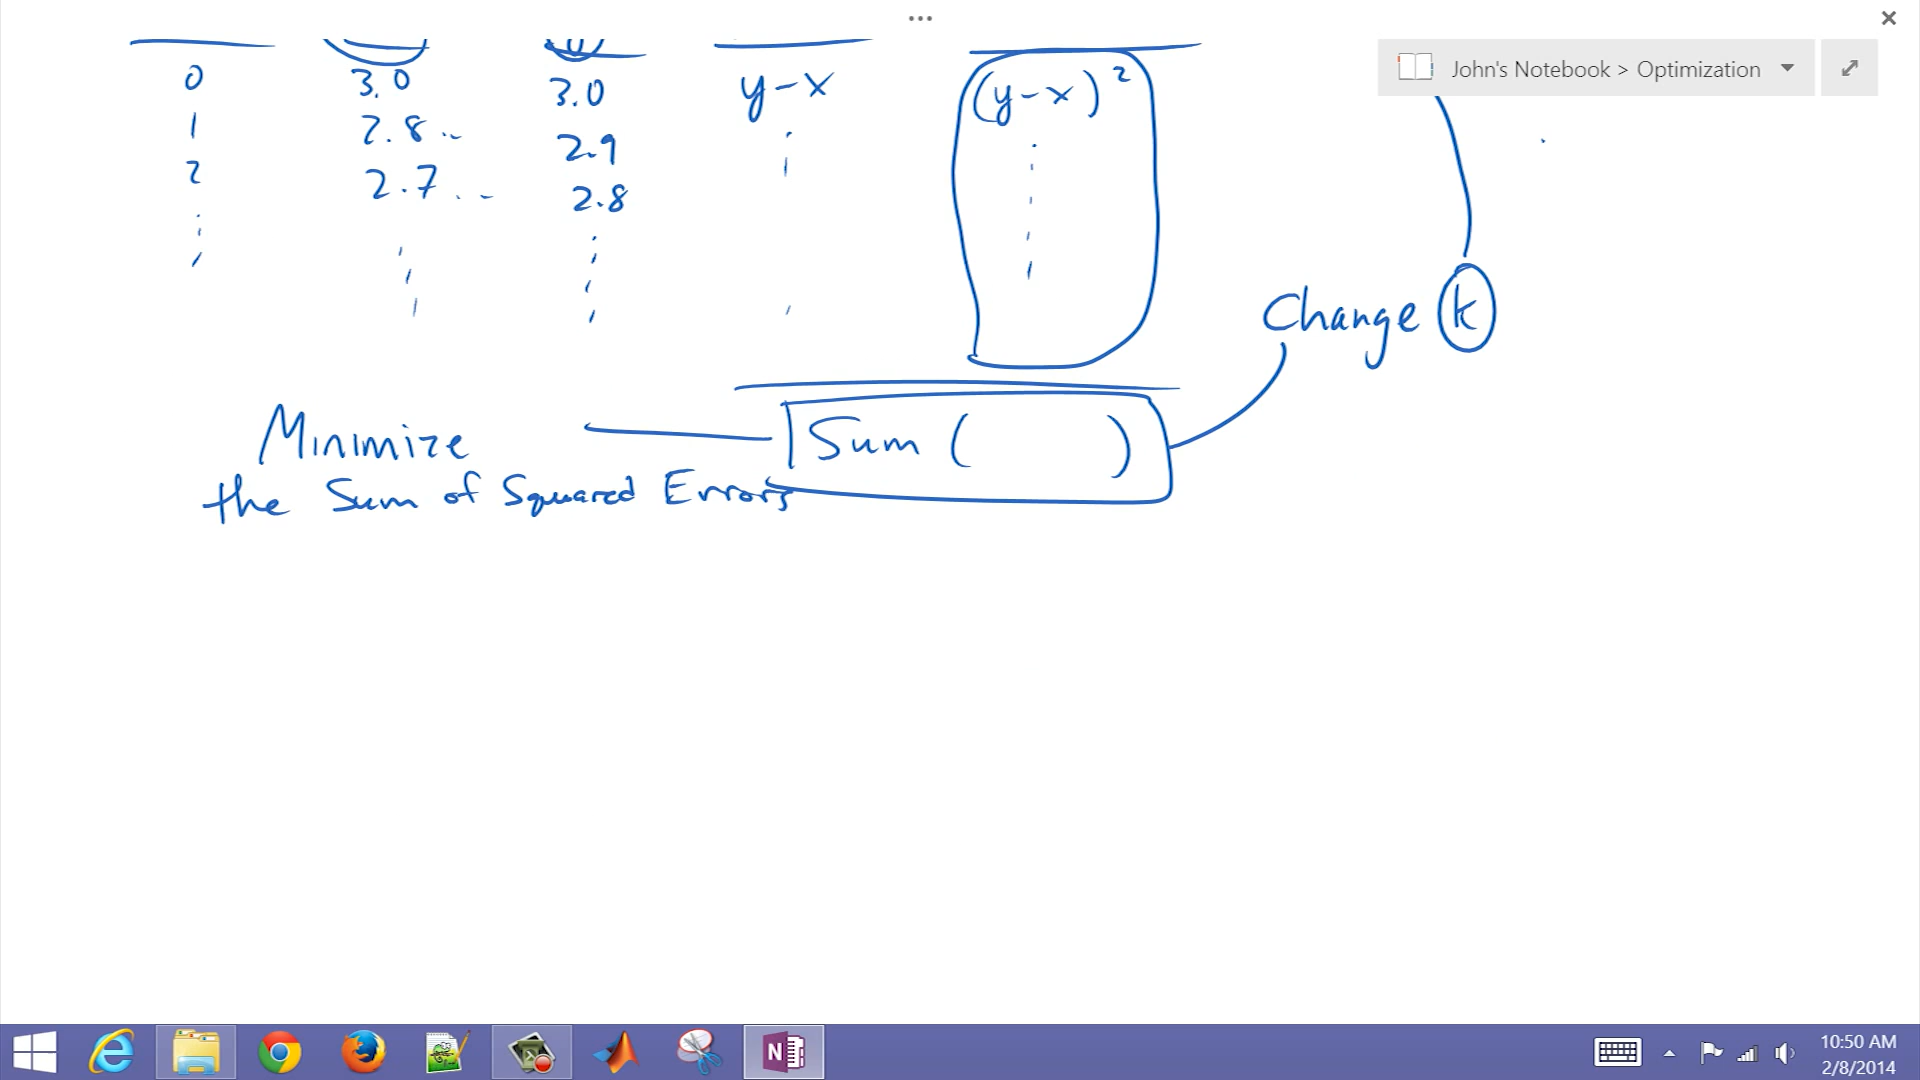 John's Notebook > Optimization
0 3.0 3.0 y-x (y-x)²
1 2.8.. 2.9
2 2.7... 2.8
Change k
Minimize Sum ( )
the Sum of Squared Errors
10:50 AM
2/8/2014